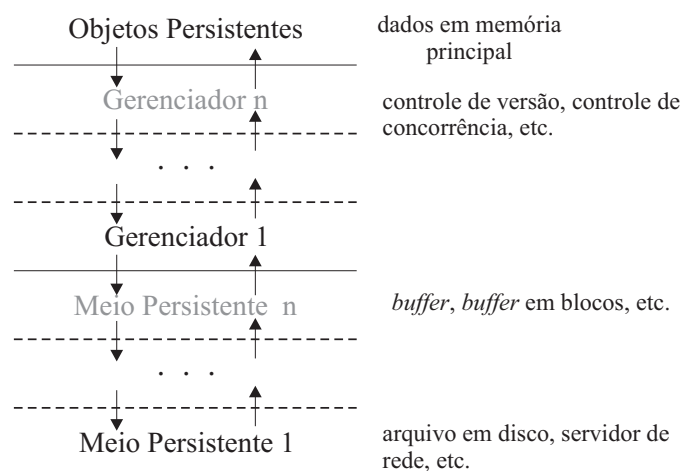 Objetos Persistentes
dados em memória
principal
Gerenciador n
controle de versão, controle de
concorrência, etc.
. . .
Gerenciador 1
Meio Persistente n
buffer, buffer em blocos, etc.
. . .
Meio Persistente 1
arquivo em disco, servidor de
rede, etc.